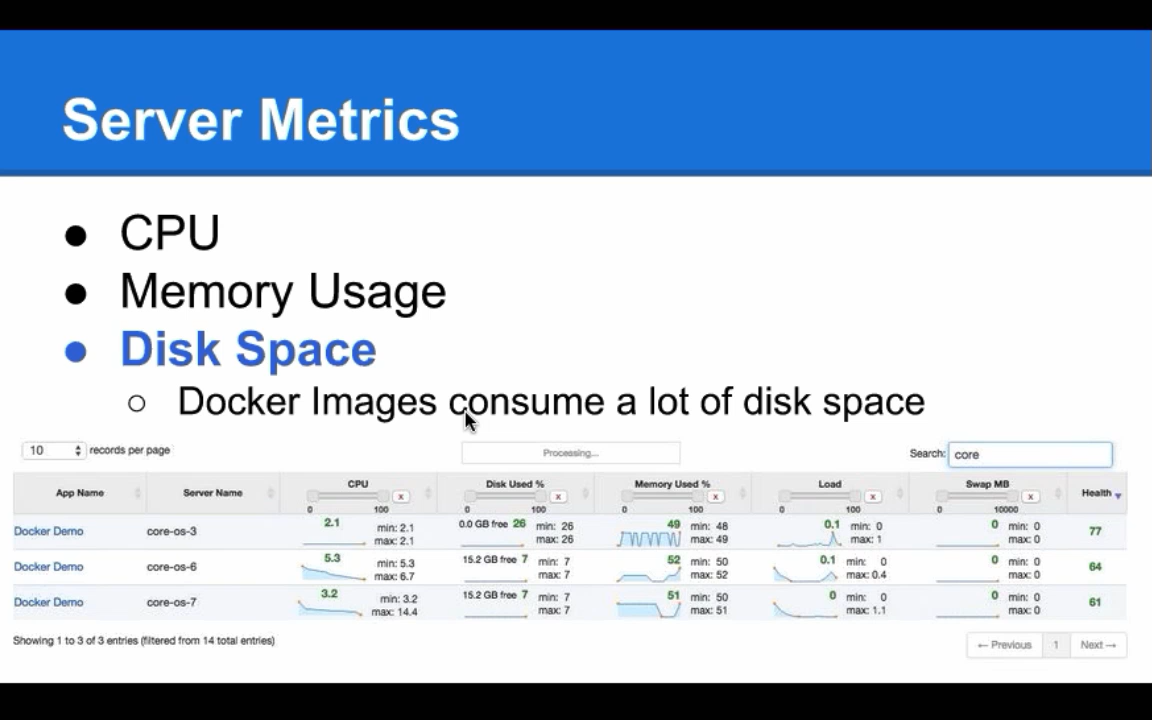 Server Metrics
● CPU
● Memory Usage
● Disk Space
○ Docker Images consume a lot of disk space
10 records per page Processing... Search: core
App Name Server Name CPU 0 100 x Disk Used % 0 100 x Memory Used % 0 100 x Load 0 100 x Swap MB 0 10000 x Health
Docker Demo core-os-3 2.1 min: 2.1 max: 2.1 0.0 GB free 26 min: 26 max: 26 49 min: 48 max: 49 0.1 min: 0 max: 1 0 min: 0 max: 0 77
Docker Demo core-os-6 5.3 min: 5.3 max: 6.7 15.2 GB free 7 min: 7 max: 7 52 min: 50 max: 52 0.1 min: 0 max: 0.4 0 min: 0 max: 0 64
Docker Demo core-os-7 3.2 min: 3.2 max: 14.4 15.2 GB free 7 min: 7 max: 7 51 min: 50 max: 51 0 min: 0 max: 1.1 0 min: 0 max: 0 61
Showing 1 to 3 of 3 entries (filtered from 14 total entries) ← Previous 1 Next →